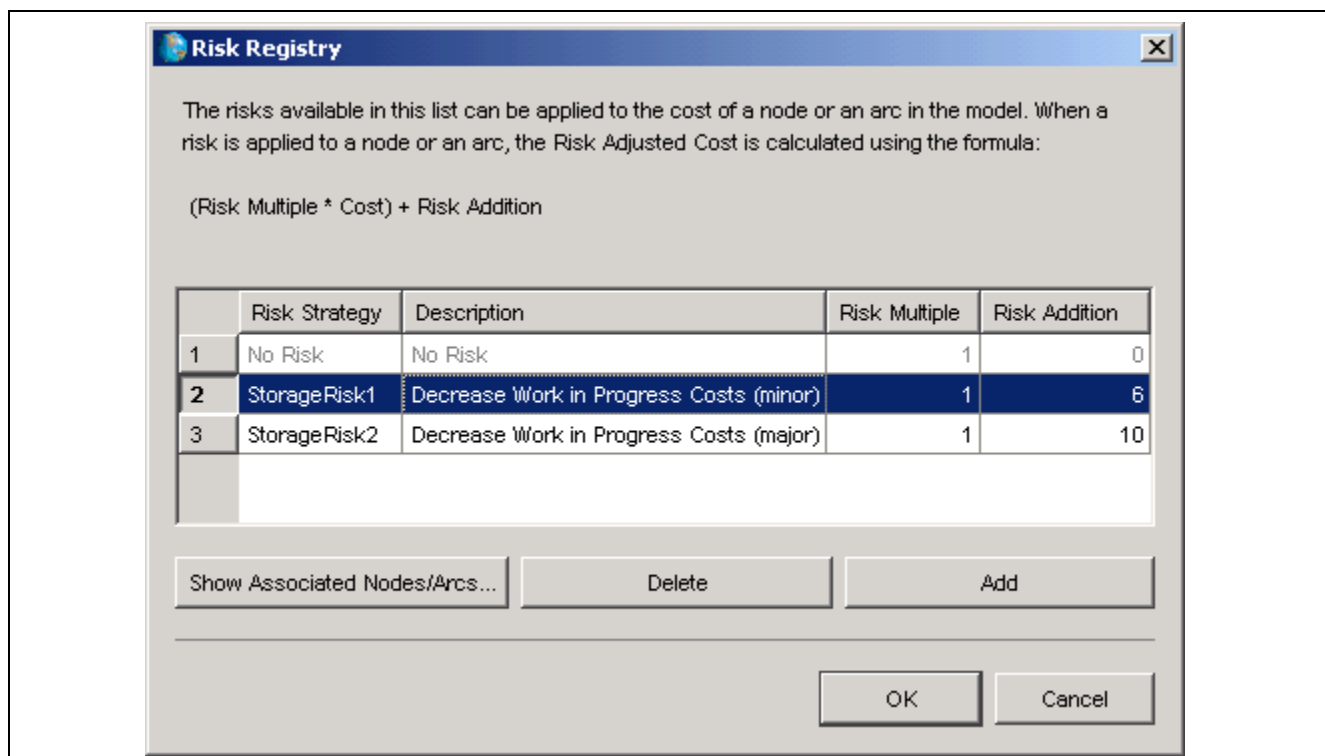 Risk Registry
The risks available in this list can be applied to the cost of a node or an arc in the model. When a
risk is applied to a node or an arc, the Risk Adjusted Cost is calculated using the formula:
(Risk Multiple * Cost) + Risk Addition
Risk Strategy Description Risk Multiple Risk Addition
1 No Risk No Risk 1 0
2 StorageRisk1 Decrease Work in Progress Costs (minor) 1 6
3 StorageRisk2 Decrease Work in Progress Costs (major) 1 10
Show Associated Nodes/Arcs... Delete Add
OK Cancel